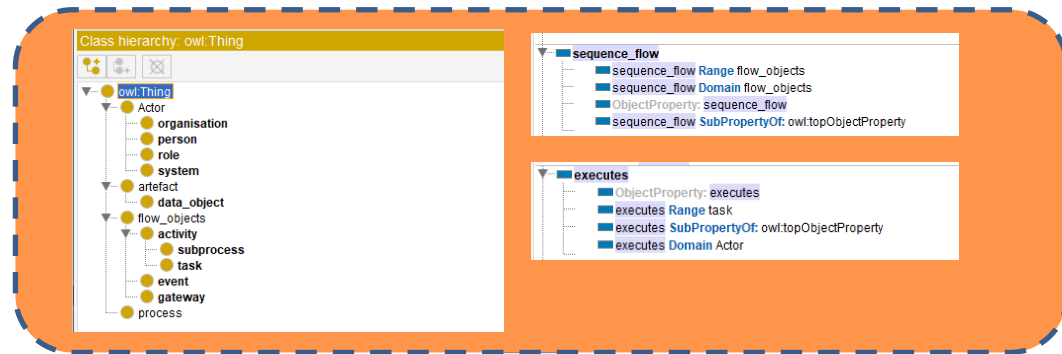 Class hierarchy: owl:Thing
owl:Thing
Actor
organisation
person
role
system
artefact
data_object
flow_objects
activity
subprocess
task
event
gateway
process
sequence_flow
sequence_flow Range flow_objects
sequence_flow Domain flow_objects
ObjectProperty: sequence_flow
sequence_flow SubPropertyOf: owl:topObjectProperty
executes
ObjectProperty: executes
executes Range task
executes SubPropertyOf: owl:topObjectProperty
executes Domain Actor